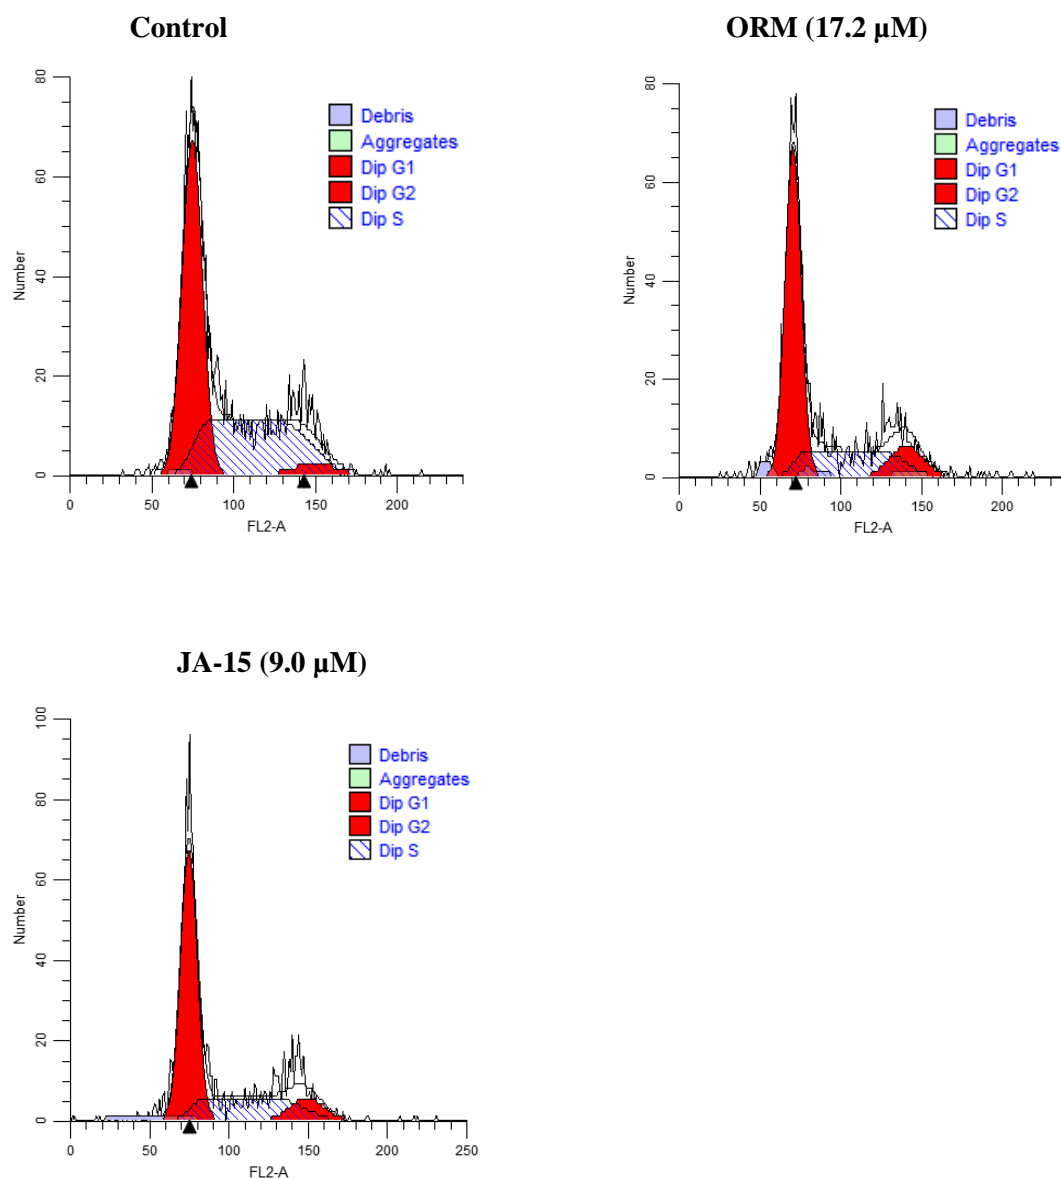 Control
ORM (17.2 µM)
80
60
40
20
0
Number
Debris
Aggregates
Dip G1
Dip G2
Dip S
0 50 100 150 200
FL2-A
80
60
40
20
0
Number
Debris
Aggregates
Dip G1
Dip G2
Dip S
0 50 100 150 200
FL2-A
JA-15 (9.0 µM)
100
80
60
40
20
0
Number
Debris
Aggregates
Dip G1
Dip G2
Dip S
0 50 100 150 200 250
FL2-A